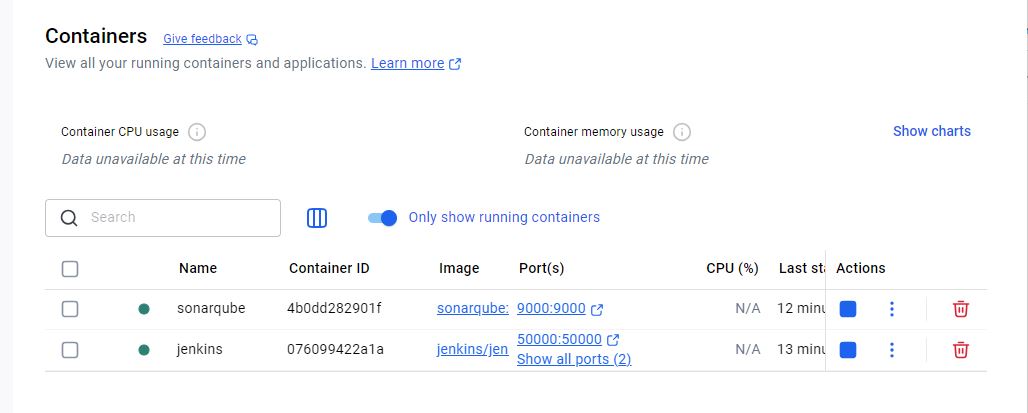 Containers Give feedback
View all your running containers and applications. Learn more
Container CPU usage
Data unavailable at this time
Container memory usage
Data unavailable at this time
Show charts
Search
Only show running containers
Name Container ID Image Port(s) CPU (%) Last sta Actions
sonarqube 4b0dd282901f sonarqube: 9000:9000 N/A 12 minu
jenkins 076099422a1a jenkins/jen 50000:50000 N/A 13 minu
Show all ports (2)